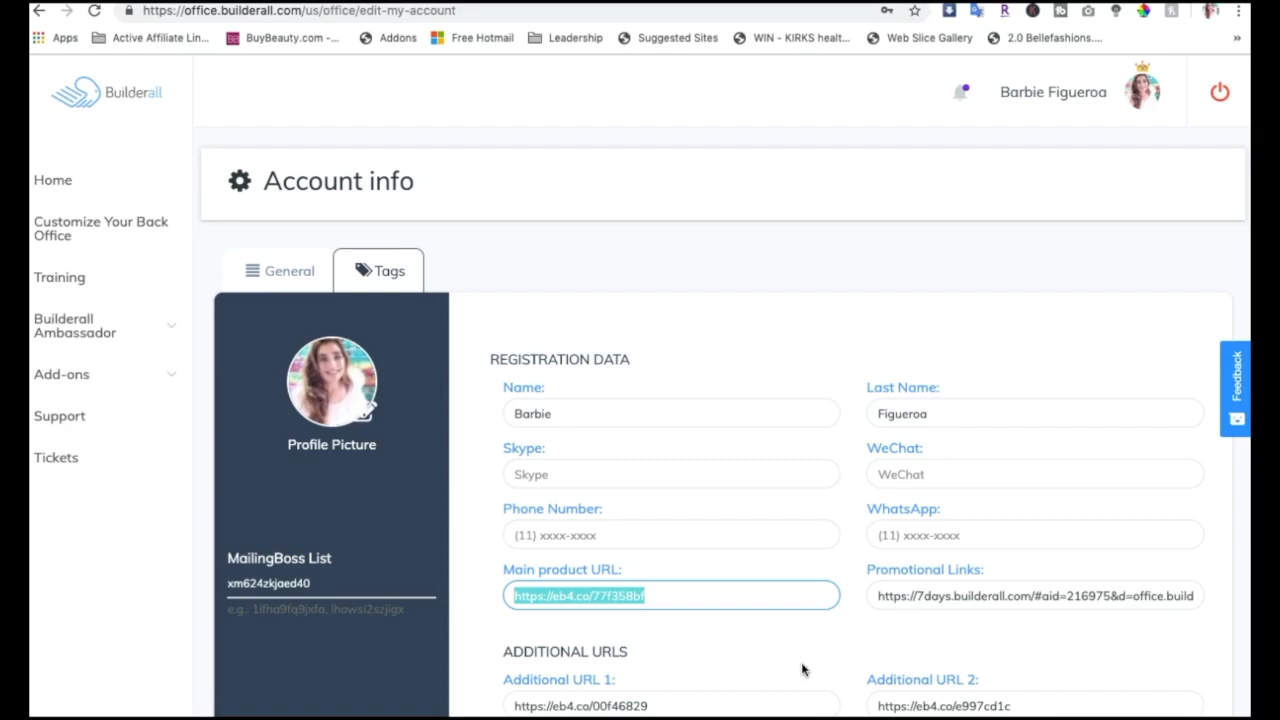 https://office.builderall.com/us/office/edit-my-account
Apps Active Affiliate Lin... BuyBeauty.com -... Addons Free Hotmail Leadership Suggested Sites WIN - KIRKS healt... Web Slice Gallery 2.0 Bellefashions.... »
Builderall
Barbie Figueroa
Home
Customize Your Back
Office
Training
Builderall
Ambassador
Add-ons
Support
Tickets
Account info
General Tags
Profile Picture
MailingBoss List
xm624zkjaed40
e.g.: 1ifha9fq9jxfa, lhawsi2szjigx
REGISTRATION DATA
Name: Last Name:
Barbie Figueroa
Skype: WeChat:
Skype WeChat
Phone Number: WhatsApp:
(11) xxxx-xxxx (11) xxxx-xxxx
Main product URL: Promotional Links:
https://eb4.co/77f358bf https://7days.builderall.com/#aid=216975&d=office.build
ADDITIONAL URLS
Additional URL 1: Additional URL 2:
https://eb4.co/00f46829 https://eb4.co/e997cd1c
Feedback